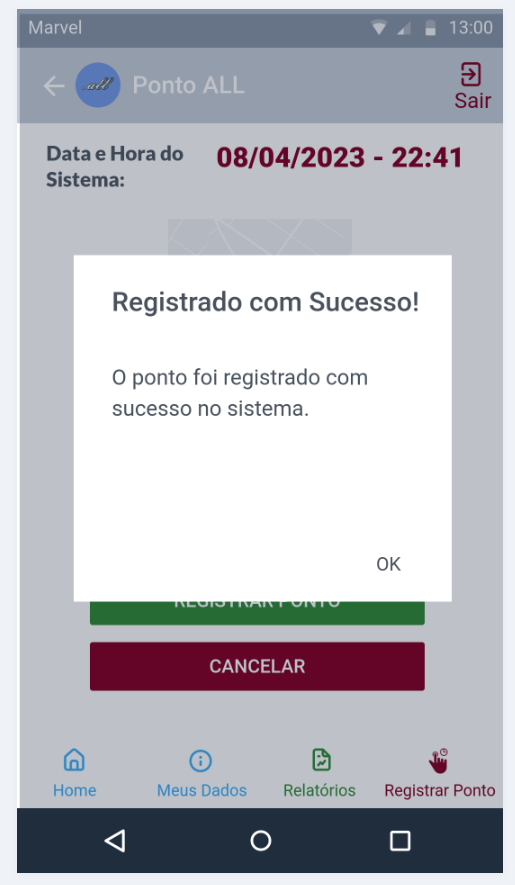 Marvel 13:00
all Ponto ALL
Sair
Data e Hora do
Sistema:
08/04/2023 - 22:41
Registrado com Sucesso!
O ponto foi registrado com
sucesso no sistema.
OK
REGISTRAR PONTO
CANCELAR
Home Meus Dados Relatórios Registrar Ponto